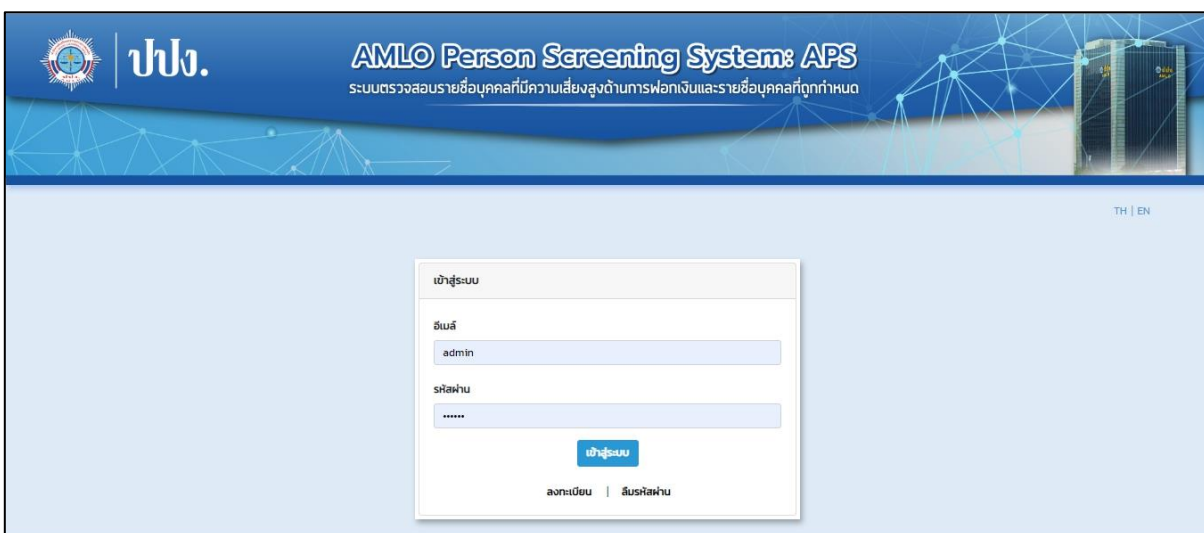 ปปง.
AMLO Person Screening System: APS
ระบบตรวจสอบรายชื่อบุคคลที่มีความเสี่ยงสูงด้านการฟอกเงินและรายชื่อบุคคลที่ถูกกำหนด
TH | EN
เข้าสู่ระบบ
อีเมล์
admin
รหัสผ่าน
••••••
เข้าสู่ระบบ
ลงทะเบียน | ลืมรหัสผ่าน